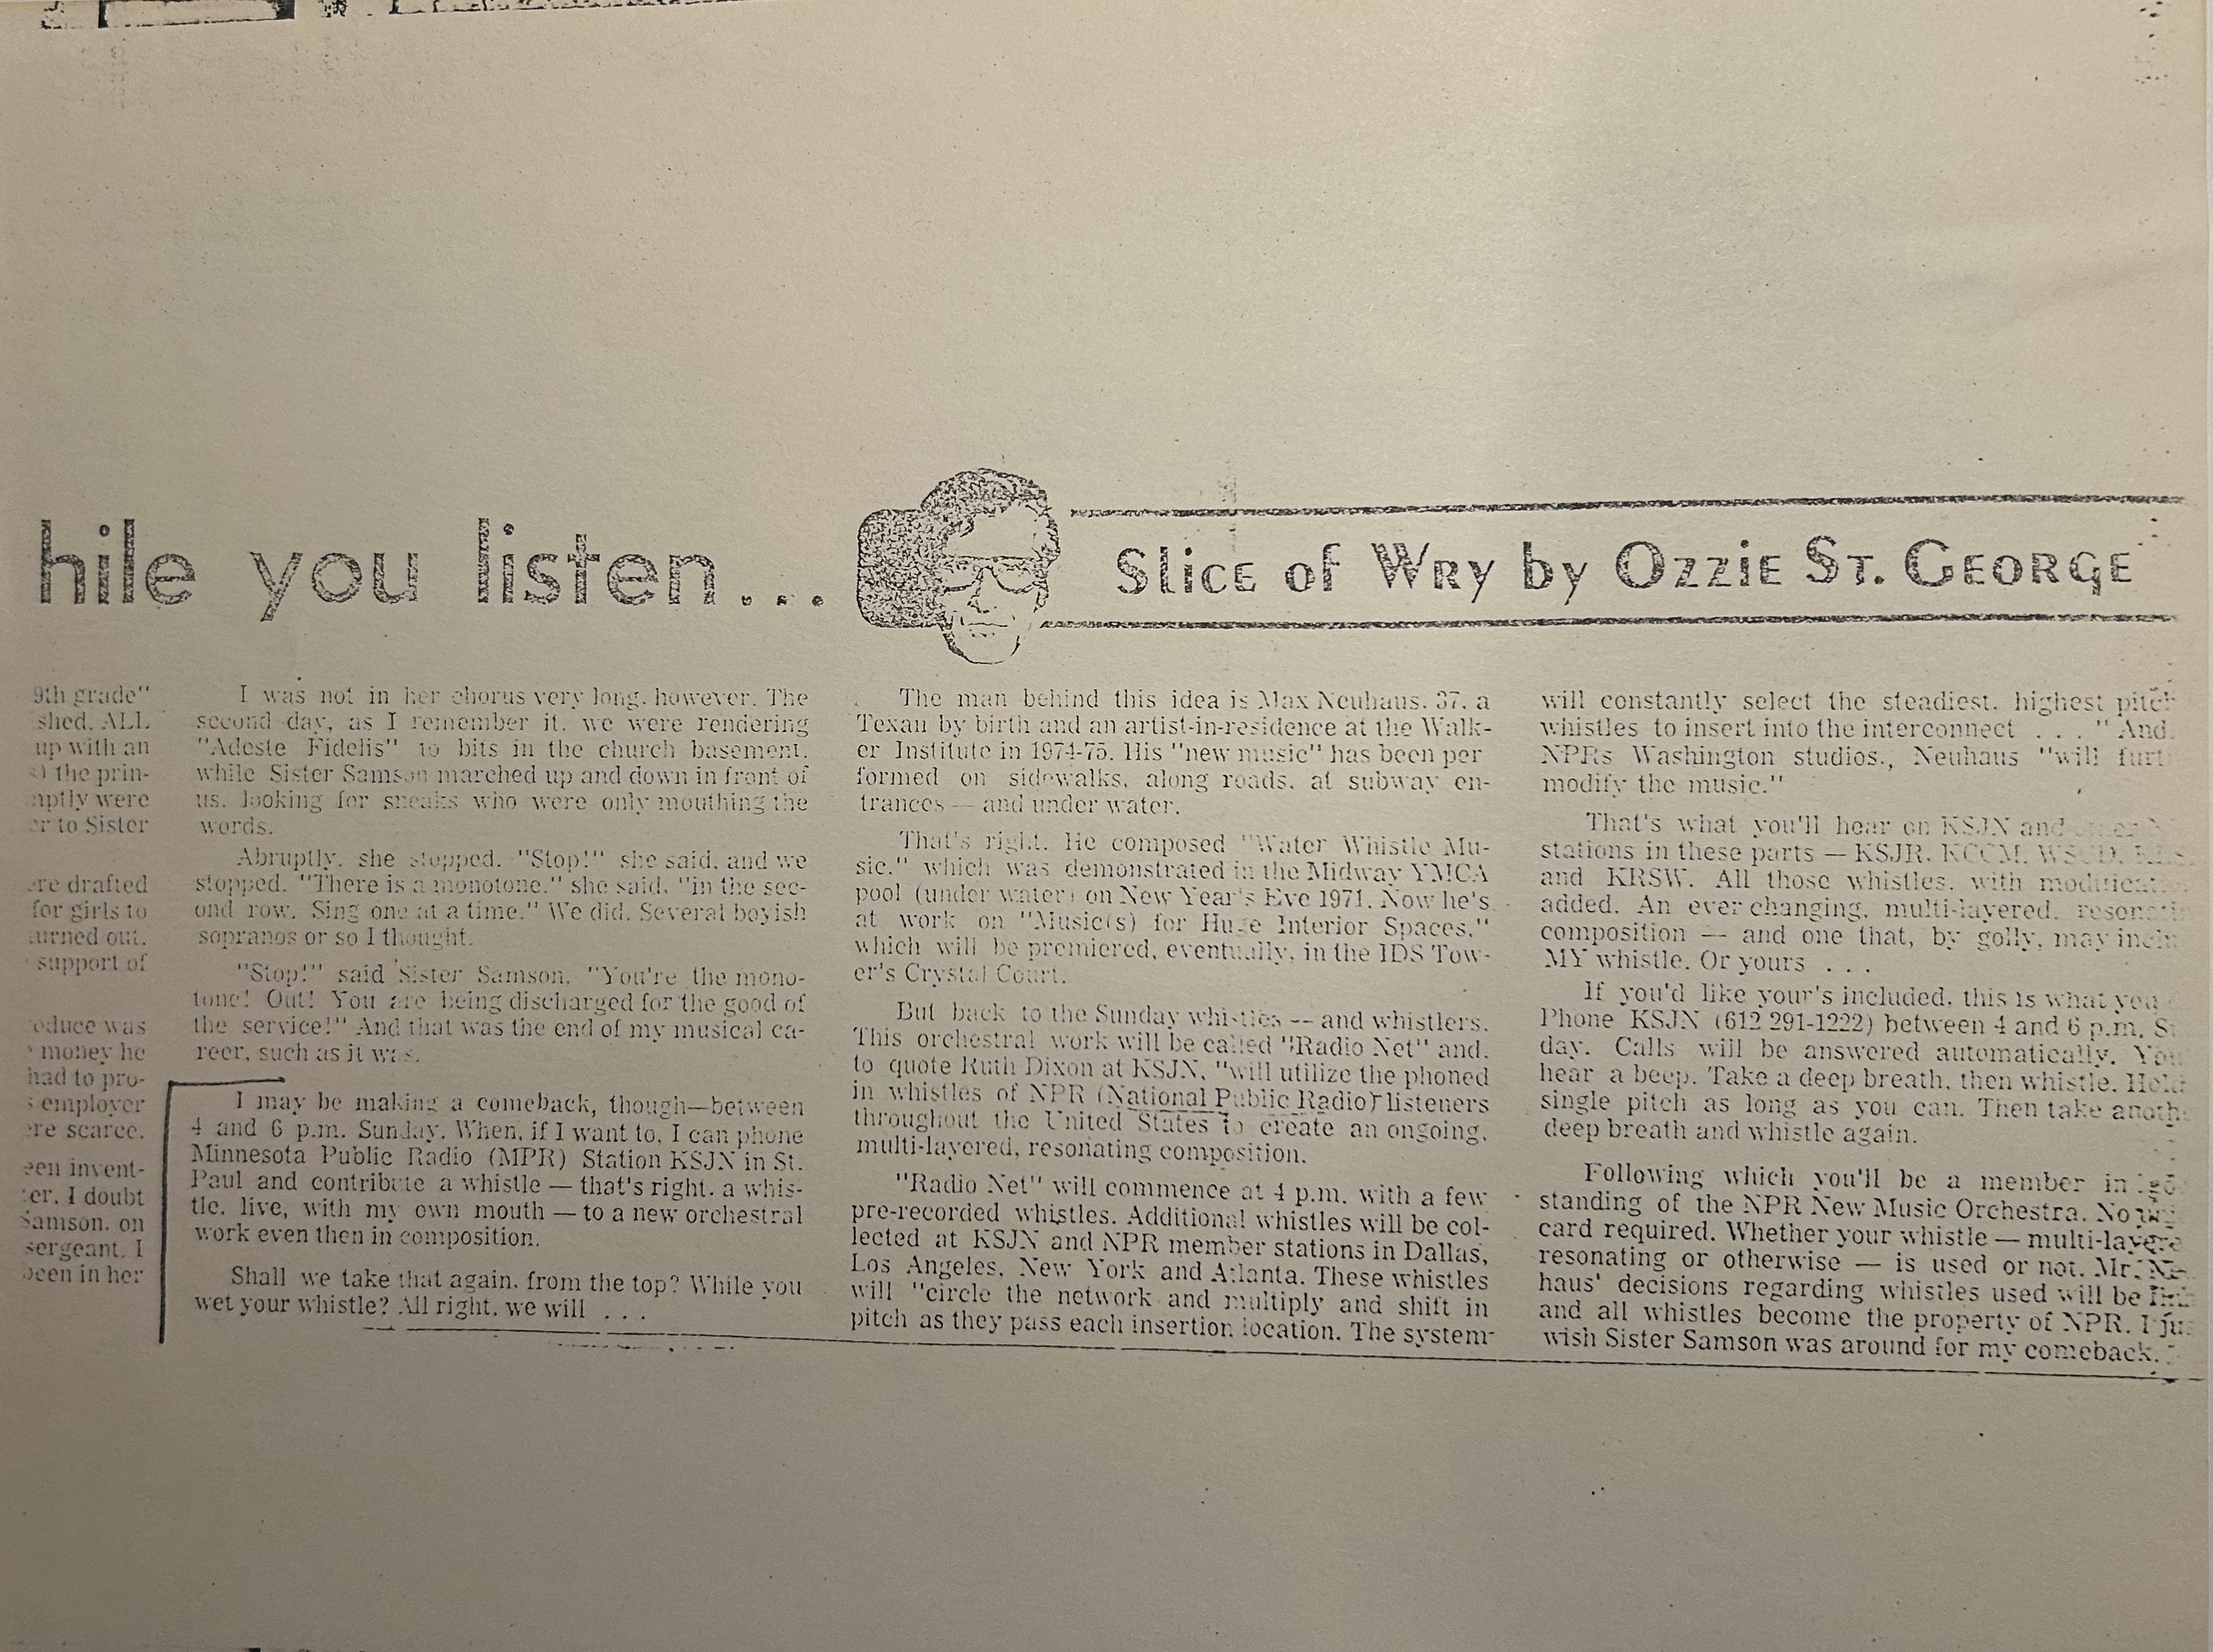 hile you listen...
Slice of Wry by Ozzie St. George
9th grade"
shed, ALL
up with an
the prin-
mptly were
er to Sister
ere drafted
for girls to
turned out.
support of
oduce was
money he
had to pro-
s employer
ere scarce.
een invent-
ter. I doubt
Samson, on
sergeant. I
been in her
I was not in her chorus very long, however. The
second day, as I remember it, we were rendering
"Adeste Fidelis" to bits in the church basement,
while Sister Samson marched up and down in front of
us, looking for sneaks who were only mouthing the
words.
Abruptly, she stopped. "Stop!" she said, and we
stopped. "There is a monotone," she said, "in the sec-
ond row. Sing one at a time." We did. Several boyish
sopranos or so I thought.
"Stop!" said Sister Samson, "You're the mono-
tone! Out! You are being discharged for the good of
the service!" And that was the end of my musical ca-
reer, such as it was.
I may be making a comeback, though—between
4 and 6 p.m. Sunday. When, if I want to, I can phone
Minnesota Public Radio (MPR) Station KSJN in St.
Paul and contribute a whistle — that's right, a whis-
tle, live, with my own mouth — to a new orchestral
work even then in composition.
Shall we take that again, from the top? While you
wet your whistle? All right, we will . . .
The man behind this idea is Max Neuhaus, 37, a
Texan by birth and an artist-in-residence at the Walk-
er Institute in 1974-75. His "new music" has been per
formed on sidewalks, along roads, at subway en-
trances — and under water.
That's right. He composed "Water Whistle Mu-
sic," which was demonstrated in the Midway YMCA
pool (under water) on New Year's Eve 1971. Now he's
at work on "Music(s) for Huge Interior Spaces,"
which will be premiered, eventually, in the IDS Tow-
er's Crystal Court.
But back to the Sunday whistles -- and whistlers.
This orchestral work will be called "Radio Net" and,
to quote Ruth Dixon at KSJN, "will utilize the phoned
in whistles of NPR (National Public Radio) listeners
throughout the United States to create an ongoing,
multi-layered, resonating composition.
"Radio Net" will commence at 4 p.m. with a few
pre-recorded whistles. Additional whistles will be col-
lected at KSJN and NPR member stations in Dallas,
Los Angeles, New York and Atlanta. These whistles
will "circle the network and multiply and shift in
pitch as they pass each insertion location. The system
will constantly select the steadiest, highest pitch
whistles to insert into the interconnect . . . " And
NPRs Washington studios., Neuhaus "will furt
modify the music."
That's what you'll hear on KSJN and
stations in these parts — KSJR, KCCM,
and KRSW. All those whistles, with modificati
added. An ever changing, multi-layered, resonati
composition — and one that, by golly, may inclu
MY whistle. Or yours . . .
If you'd like your's included, this is what you
Phone KSJN (612 291-1222) between 4 and 6 p.m. Su
day. Calls will be answered automatically. You
hear a beep. Take a deep breath, then whistle. Hold
single pitch as long as you can. Then take anoth
deep breath and whistle again.
Following which you'll be a member in
standing of the NPR New Music Orchestra. No
card required. Whether your whistle — multi-layere
resonating or otherwise — is used or not. Mr. Ne
haus' decisions regarding whistles used will be
and all whistles become the property of NPR. I ju
wish Sister Samson was around for my comeback.